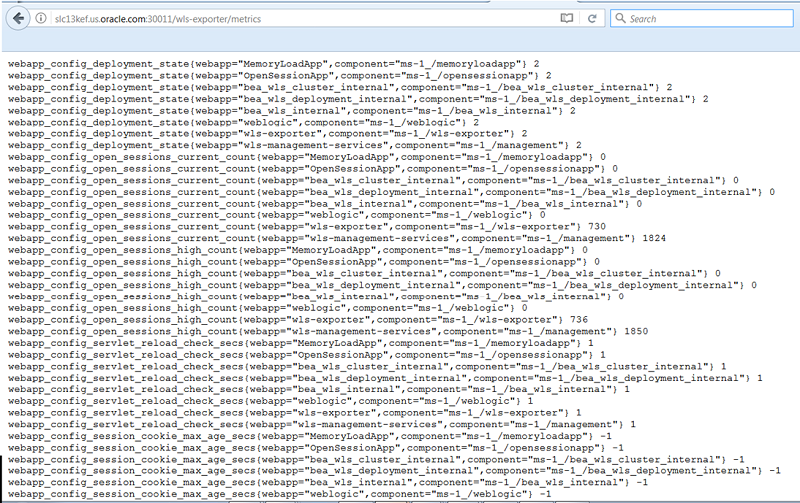 slc13kef.us.oracle.com:30011/wls-exporter/metrics
Search
webapp_config_deployment_state{webapp="MemoryLoadApp",component="ms-1_/memoryloadapp"} 2
webapp_config_deployment_state{webapp="OpenSessionApp",component="ms-1_/opensessionapp"} 2
webapp_config_deployment_state{webapp="bea_wls_cluster_internal",component="ms-1_/bea_wls_cluster_internal"} 2
webapp_config_deployment_state{webapp="bea_wls_deployment_internal",component="ms-1_/bea_wls_deployment_internal"} 2
webapp_config_deployment_state{webapp="bea_wls_internal",component="ms-1_/bea_wls_internal"} 2
webapp_config_deployment_state{webapp="weblogic",component="ms-1_/weblogic"} 2
webapp_config_deployment_state{webapp="wls-exporter",component="ms-1_/wls-exporter"} 2
webapp_config_deployment_state{webapp="wls-management-services",component="ms-1_/management"} 2
webapp_config_open_sessions_current_count{webapp="MemoryLoadApp",component="ms-1_/memoryloadapp"} 0
webapp_config_open_sessions_current_count{webapp="OpenSessionApp",component="ms-1_/opensessionapp"} 0
webapp_config_open_sessions_current_count{webapp="bea_wls_cluster_internal",component="ms-1_/bea_wls_cluster_internal"} 0
webapp_config_open_sessions_current_count{webapp="bea_wls_deployment_internal",component="ms-1_/bea_wls_deployment_internal"} 0
webapp_config_open_sessions_current_count{webapp="bea_wls_internal",component="ms-1_/bea_wls_internal"} 0
webapp_config_open_sessions_current_count{webapp="weblogic",component="ms-1_/weblogic"} 0
webapp_config_open_sessions_current_count{webapp="wls-exporter",component="ms-1_/wls-exporter"} 730
webapp_config_open_sessions_current_count{webapp="wls-management-services",component="ms-1_/management"} 1824
webapp_config_open_sessions_high_count{webapp="MemoryLoadApp",component="ms-1_/memoryloadapp"} 0
webapp_config_open_sessions_high_count{webapp="OpenSessionApp",component="ms-1_/opensessionapp"} 0
webapp_config_open_sessions_high_count{webapp="bea_wls_cluster_internal",component="ms-1_/bea_wls_cluster_internal"} 0
webapp_config_open_sessions_high_count{webapp="bea_wls_deployment_internal",component="ms-1_/bea_wls_deployment_internal"} 0
webapp_config_open_sessions_high_count{webapp="bea_wls_internal",component="ms-1_/bea_wls_internal"} 0
webapp_config_open_sessions_high_count{webapp="weblogic",component="ms-1_/weblogic"} 0
webapp_config_open_sessions_high_count{webapp="wls-exporter",component="ms-1_/wls-exporter"} 736
webapp_config_open_sessions_high_count{webapp="wls-management-services",component="ms-1_/management"} 1850
webapp_config_servlet_reload_check_secs{webapp="MemoryLoadApp",component="ms-1_/memoryloadapp"} 1
webapp_config_servlet_reload_check_secs{webapp="OpenSessionApp",component="ms-1_/opensessionapp"} 1
webapp_config_servlet_reload_check_secs{webapp="bea_wls_cluster_internal",component="ms-1_/bea_wls_cluster_internal"} 1
webapp_config_servlet_reload_check_secs{webapp="bea_wls_deployment_internal",component="ms-1_/bea_wls_deployment_internal"} 1
webapp_config_servlet_reload_check_secs{webapp="bea_wls_internal",component="ms-1_/bea_wls_internal"} 1
webapp_config_servlet_reload_check_secs{webapp="weblogic",component="ms-1_/weblogic"} 1
webapp_config_servlet_reload_check_secs{webapp="wls-exporter",component="ms-1_/wls-exporter"} 1
webapp_config_servlet_reload_check_secs{webapp="wls-management-services",component="ms-1_/management"} 1
webapp_config_session_cookie_max_age_secs{webapp="MemoryLoadApp",component="ms-1_/memoryloadapp"} -1
webapp_config_session_cookie_max_age_secs{webapp="OpenSessionApp",component="ms-1_/opensessionapp"} -1
webapp_config_session_cookie_max_age_secs{webapp="bea_wls_cluster_internal",component="ms-1_/bea_wls_cluster_internal"} -1
webapp_config_session_cookie_max_age_secs{webapp="bea_wls_deployment_internal",component="ms-1_/bea_wls_deployment_internal"} -1
webapp_config_session_cookie_max_age_secs{webapp="bea_wls_internal",component="ms-1_/bea_wls_internal"} -1
webapp_config_session_cookie_max_age_secs{webapp="weblogic",component="ms-1_/weblogic"} -1